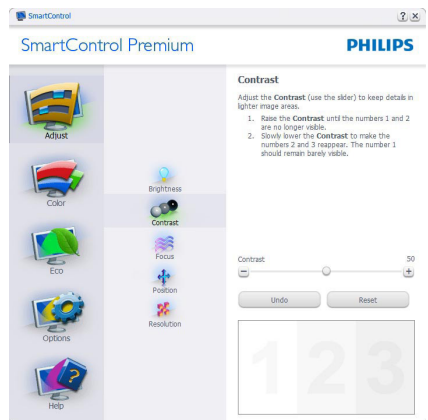 SmartControl
SmartControl Premium
PHILIPS
Adjust
Color
Eco
Options
Help
Brightness
Contrast
Focus
Position
Resolution
Contrast
Adjust the Contrast (use the slider) to keep details in
lighter image areas.
1. Raise the Contrast until the numbers 1 and 2
are no longer visible.
2. Slowly lower the Contrast to make the
numbers 2 and 3 reappear. The number 1
should remain barely visible.
Contrast 50
Undo Reset
1 2 3